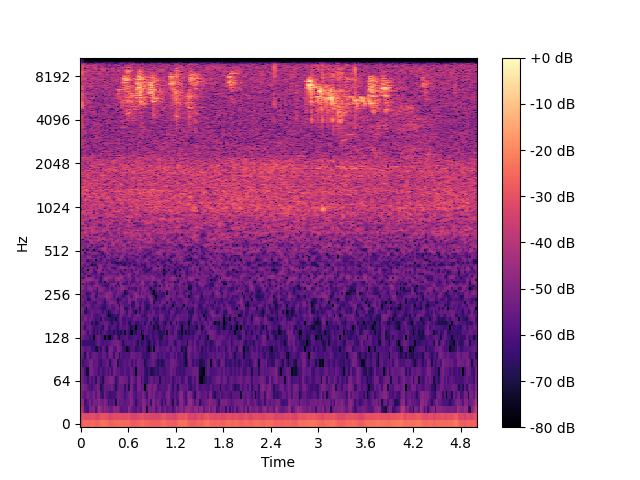 8192
4096
2048
1024
512
256
128
64
0
Hz
0 0.6 1.2 1.8 2.4 3 3.6 4.2 4.8
Time
+0 dB
-10 dB
-20 dB
-30 dB
-40 dB
-50 dB
-60 dB
-70 dB
-80 dB